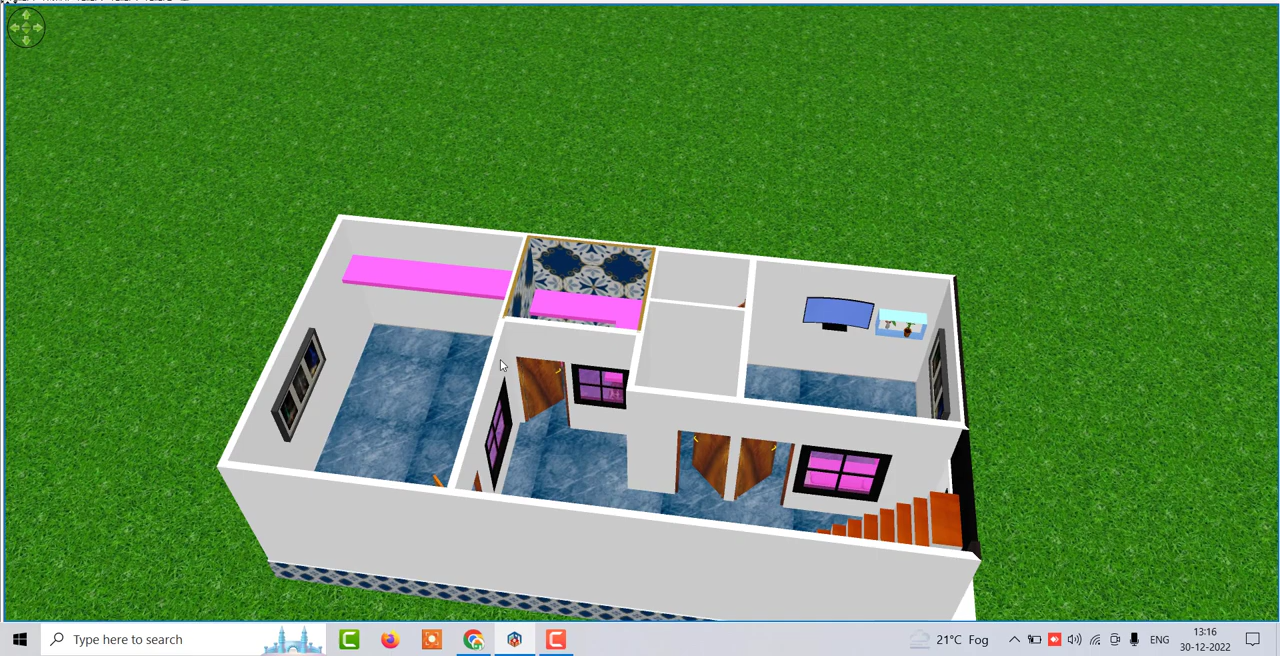 Type here to search
21°C Fog
ENG
13:16
30-12-2022